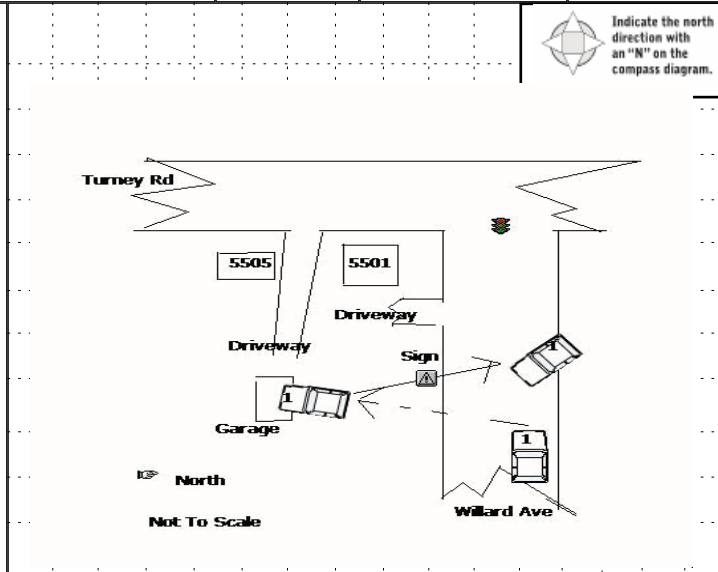 Indicate the north
direction with
an “N” on the
compass diagram.
Turney Rd
5505
5501
Driveway
Driveway
Sign
1
1
Garage
1
North
Willard Ave
Not To Scale